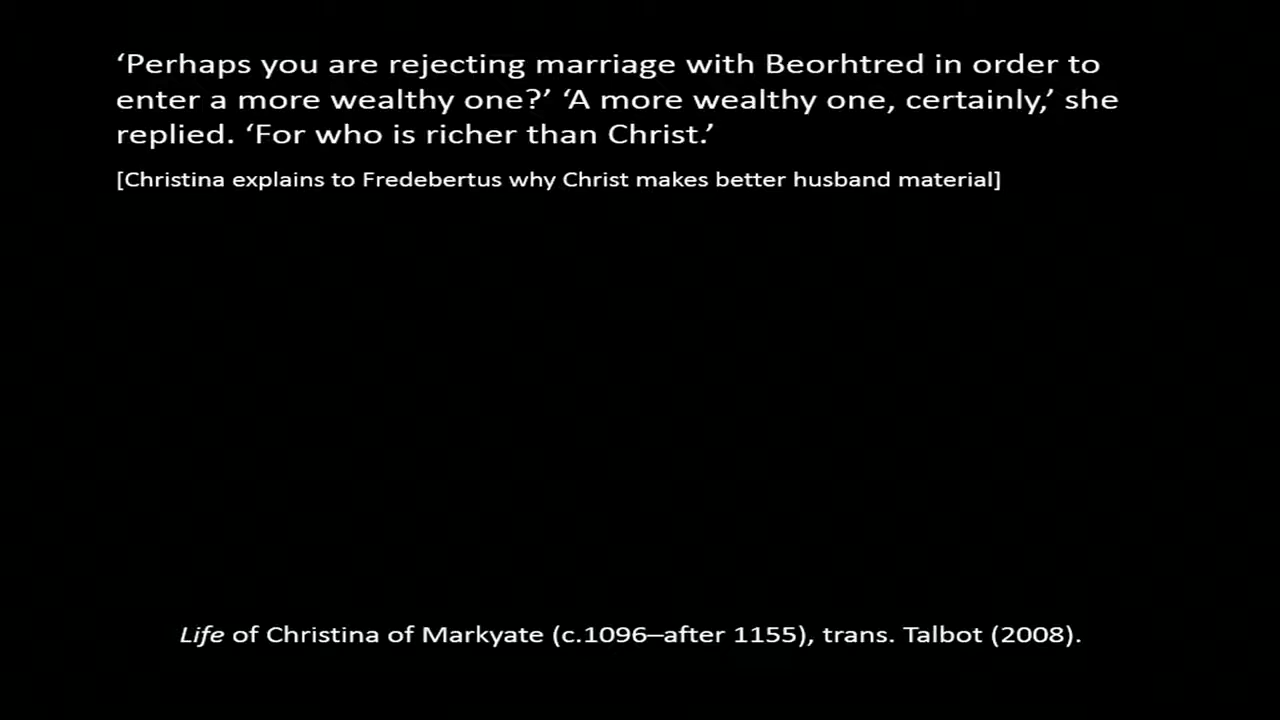 ‘Perhaps you are rejecting marriage with Beorhtred in order to
enter a more wealthy one?’ ‘A more wealthy one, certainly,’ she
replied. ‘For who is richer than Christ.’
[Christina explains to Fredebertus why Christ makes better husband material]
Life of Christina of Markyate (c.1096–after 1155), trans. Talbot (2008).